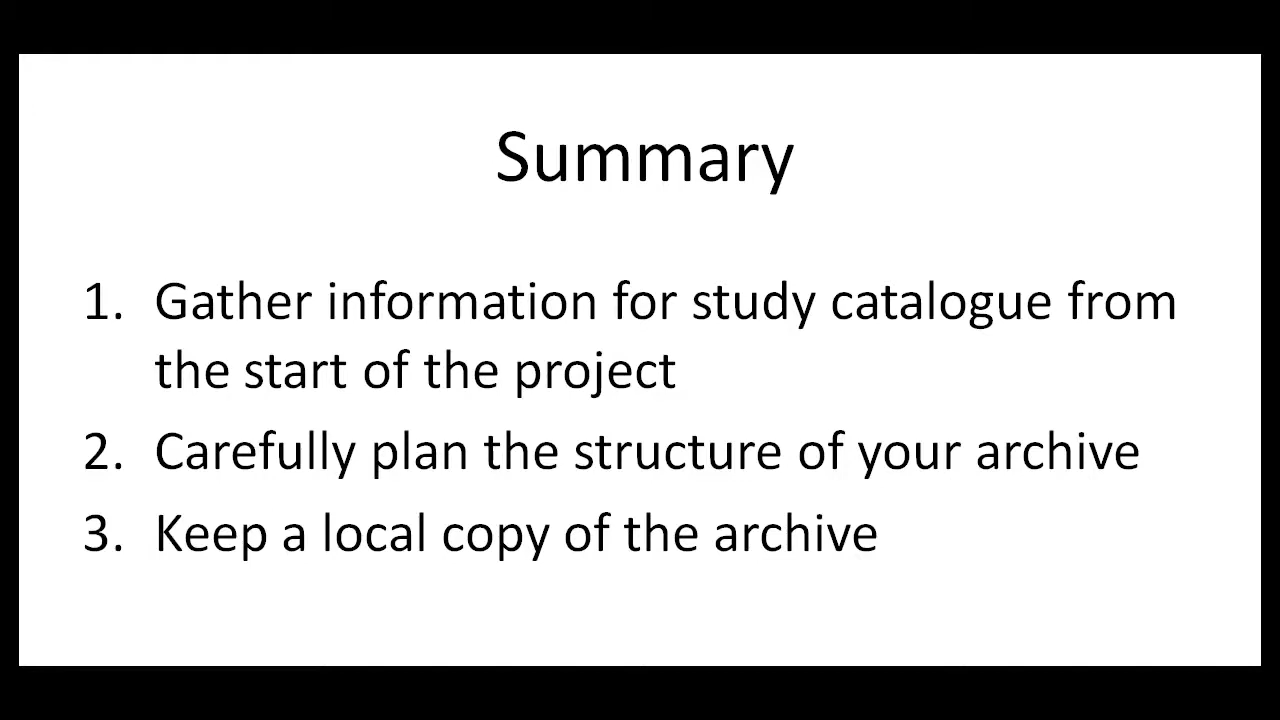 Summary
1. Gather information for study catalogue from
the start of the project
2. Carefully plan the structure of your archive
3. Keep a local copy of the archive